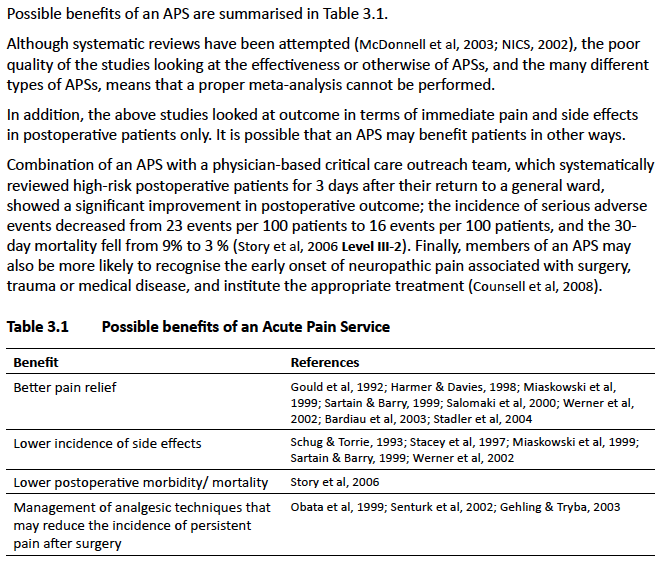 Possible benefits of an APS are summarised in Table 3.1.
Although systematic reviews have been attempted (McDonnell et al, 2003; NICS, 2002), the poor
quality of the studies looking at the effectiveness or otherwise of APSs, and the many different
types of APSs, means that a proper meta-analysis cannot be performed.
In addition, the above studies looked at outcome in terms of immediate pain and side effects
in postoperative patients only. It is possible that an APS may benefit patients in other ways.
Combination of an APS with a physician-based critical care outreach team, which systematically
reviewed high-risk postoperative patients for 3 days after their return to a general ward,
showed a significant improvement in postoperative outcome; the incidence of serious adverse
events decreased from 23 events per 100 patients to 16 events per 100 patients, and the 30-
day mortality fell from 9% to 3 % (Story et al, 2006 Level III-2). Finally, members of an APS may
also be more likely to recognise the early onset of neuropathic pain associated with surgery,
trauma or medical disease, and institute the appropriate treatment (Counsell et al, 2008).
Table 3.1 Possible benefits of an Acute Pain Service
Benefit References
Better pain relief Gould et al, 1992; Harmer & Davies, 1998; Miaskowski et al,
1999; Sartain & Barry, 1999; Salomaki et al, 2000; Werner et al,
2002; Bardiau et al, 2003; Stadler et al, 2004
Lower incidence of side effects Schug & Torrie, 1993; Stacey et al, 1997; Miaskowski et al, 1999;
Sartain & Barry, 1999; Werner et al, 2002
Lower postoperative morbidity/ mortality Story et al, 2006
Management of analgesic techniques that Obata et al, 1999; Senturk et al, 2002; Gehling & Tryba, 2003
may reduce the incidence of persistent
pain after surgery